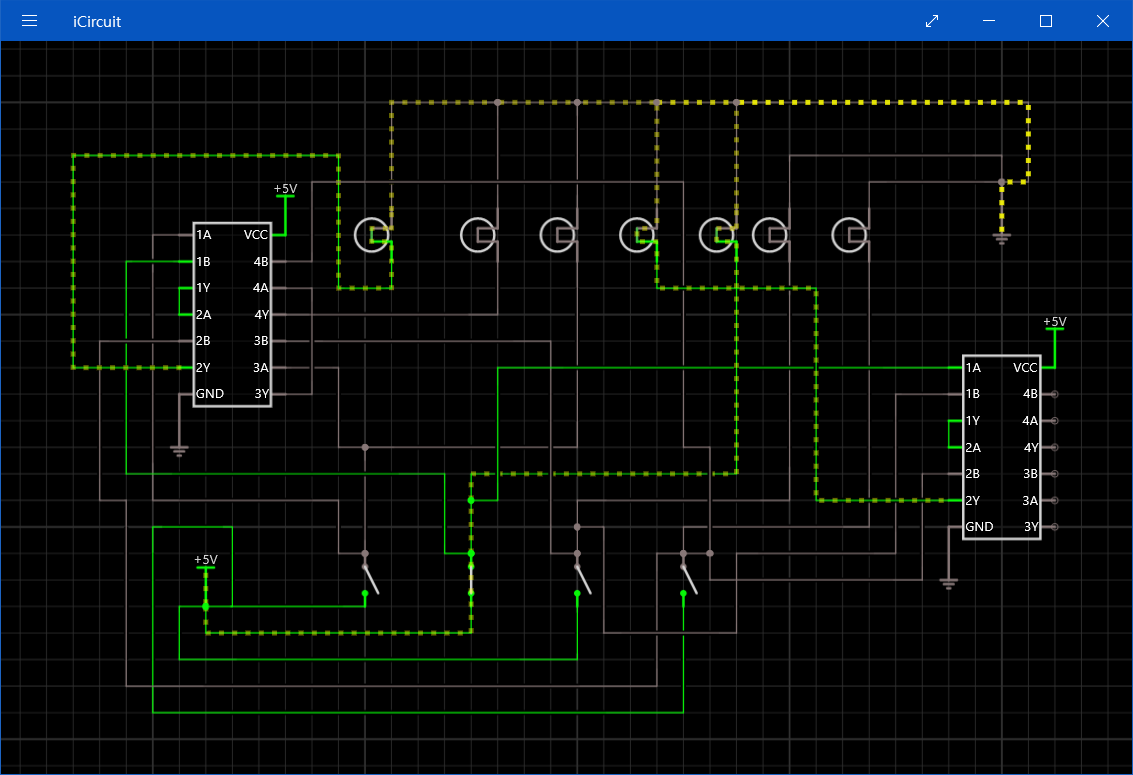 iCircuit
+5V
1A VCC
1B 4B
1Y 4A
2A 4Y
2B 3B
2Y 3A
GND 3Y
+5V
1A VCC
1B 4B
1Y 4A
2A 4Y
2B 3B
2Y 3A
GND 3Y
+5V